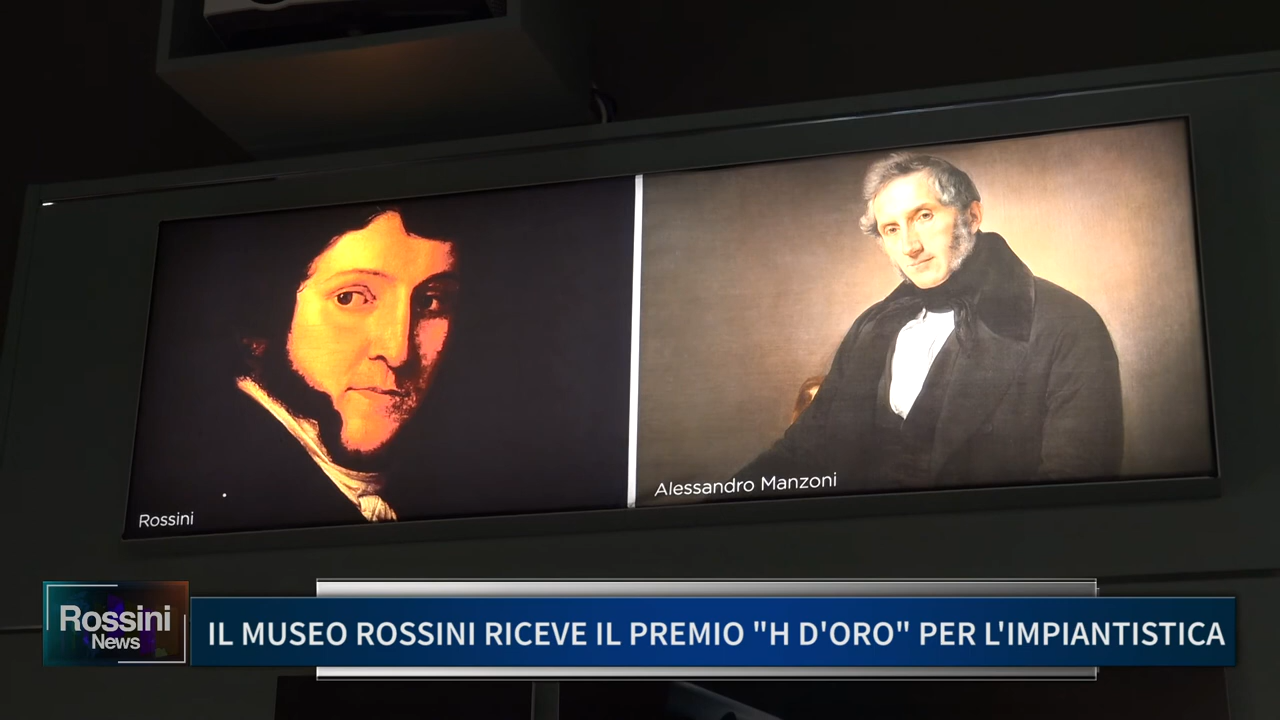 Rossini
Alessandro Manzoni
Rossini
News
IL MUSEO ROSSINI RICEVE IL PREMIO "H D'ORO" PER L'IMPIANTISTICA